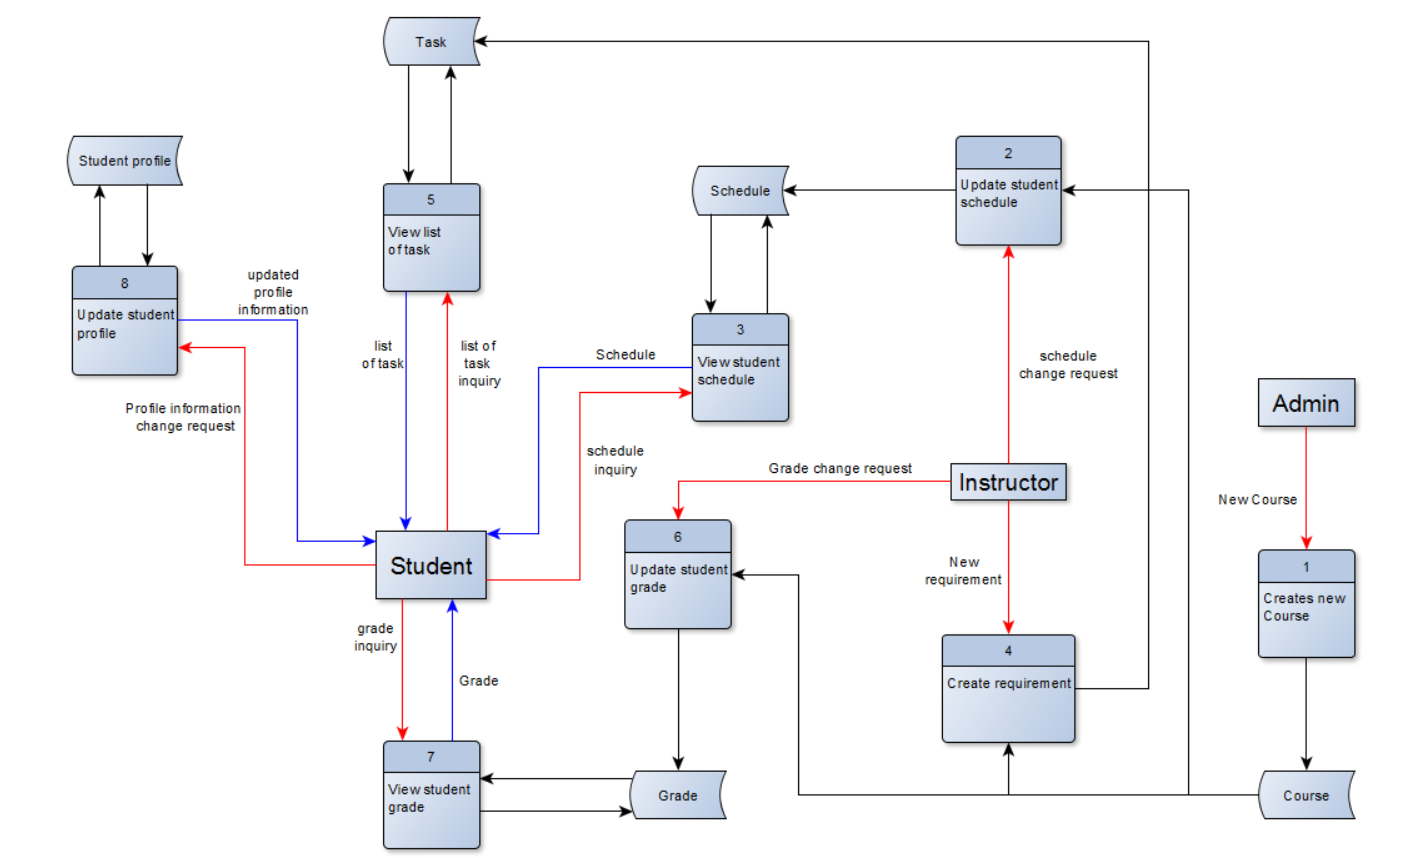 Task
Student profile
2
Update student
schedule
Schedule
5
View list
of task
8
Update student
profile
updated
profile
information
3
View student
schedule
list
of task
list of
task
inquiry
Schedule
schedule
change request
Admin
Profile information
change request
schedule
inquiry
Grade change request
Instructor
New Course
6
Update student
grade
Student
New
requirement
1
Creates new
Course
grade
inquiry
Grade
4
Create requirement
7
View student
grade
Grade
Course